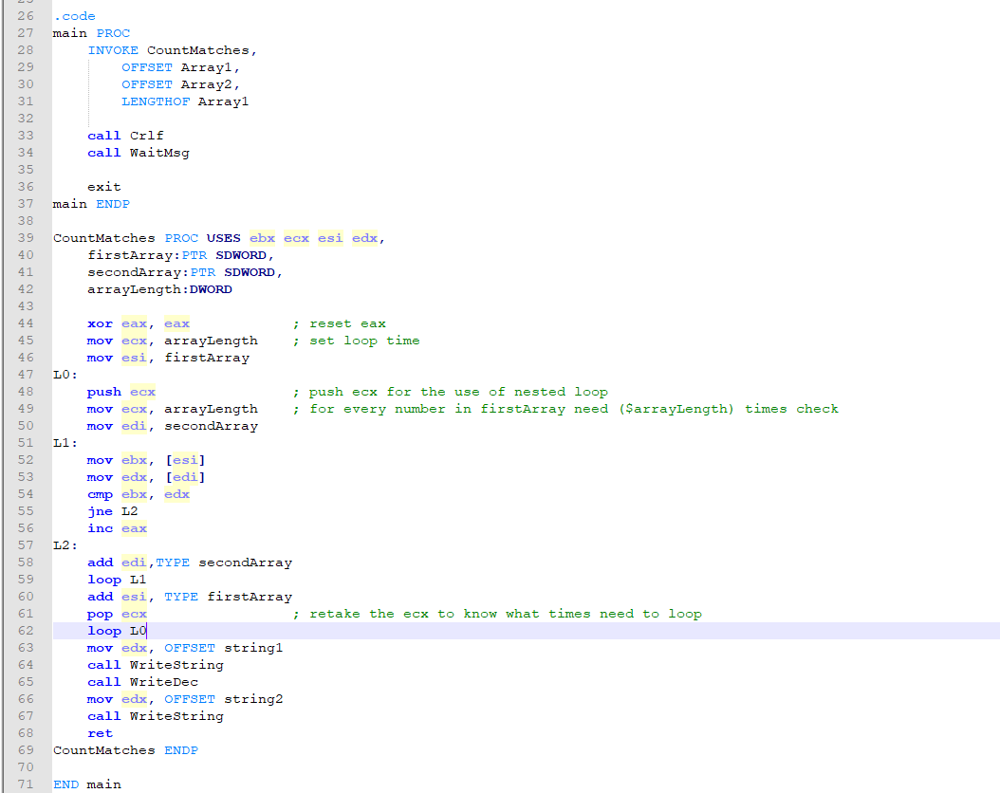 26 .code
27 main PROC
28     INVOKE CountMatches,
29         OFFSET Array1,
30         OFFSET Array2,
31         LENGTHOF Array1
32
33     call Crlf
34     call WaitMsg
35
36     exit
37 main ENDP
38
39 CountMatches PROC USES ebx ecx esi edx,
40     firstArray:PTR SDWORD,
41     secondArray:PTR SDWORD,
42     arrayLength:DWORD
43
44     xor eax, eax            ; reset eax
45     mov ecx, arrayLength    ; set loop time
46     mov esi, firstArray
47 L0:
48     push ecx                ; push ecx for the use of nested loop
49     mov ecx, arrayLength    ; for every number in firstArray need ($arrayLength) times check
50     mov edi, secondArray
51 L1:
52     mov ebx, [esi]
53     mov edx, [edi]
54     cmp ebx, edx
55     jne L2
56     inc eax
57 L2:
58     add edi,TYPE secondArray
59     loop L1
60     add esi, TYPE firstArray
61     pop ecx                 ; retake the ecx to know what times need to loop
62     loop L0
63     mov edx, OFFSET string1
64     call WriteString
65     call WriteDec
66     mov edx, OFFSET string2
67     call WriteString
68     ret
69 CountMatches ENDP
70
71 END main